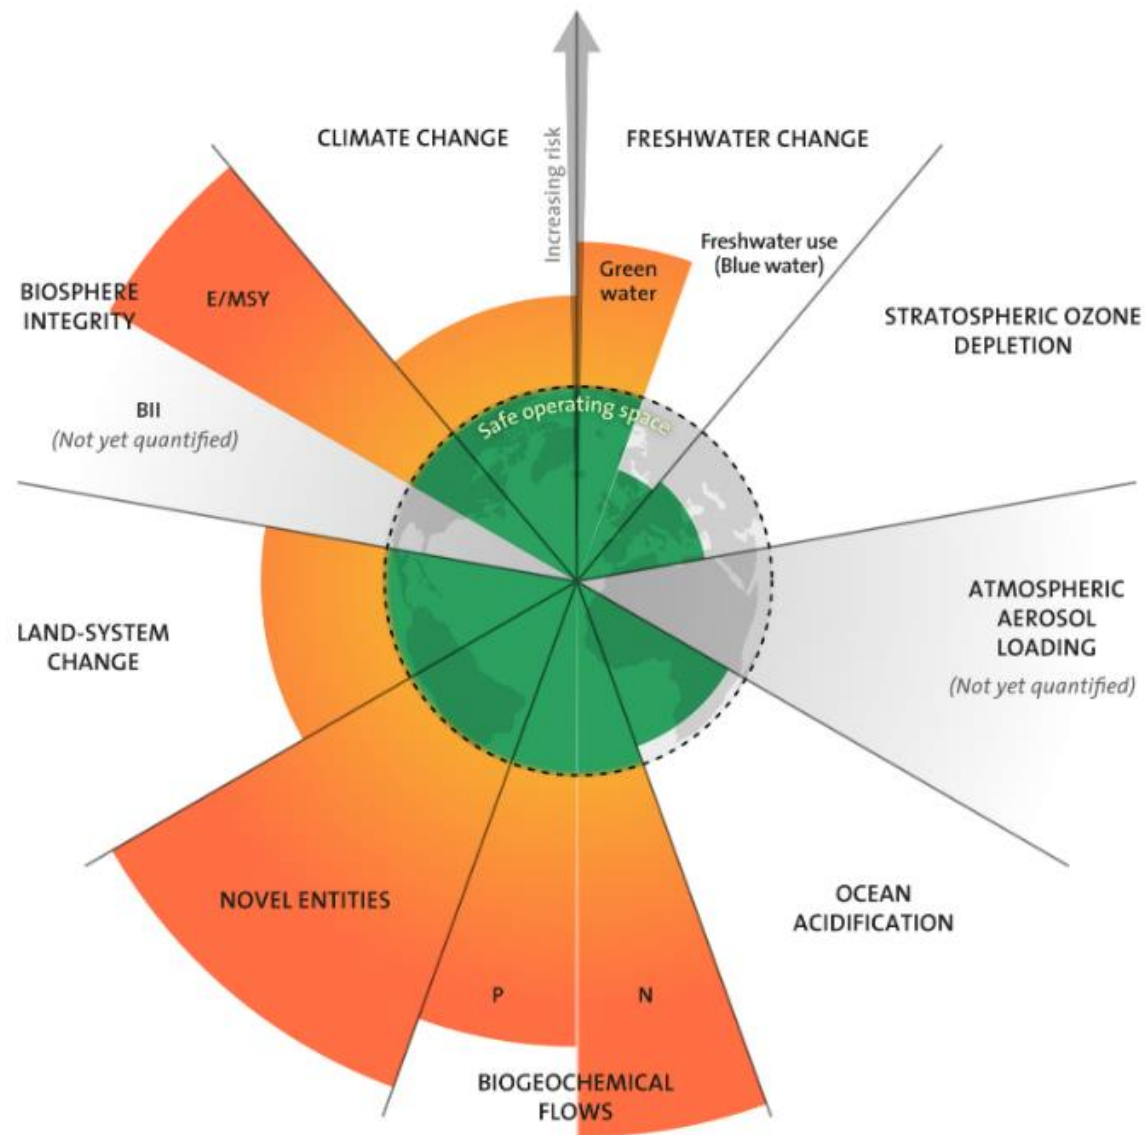 CLIMATE CHANGE
FRESHWATER CHANGE
Increasing risk
Freshwater use
(Blue water)
Green
water
E/MSY
BIOSPHERE
INTEGRITY
STRATOSPHERIC OZONE
DEPLETION
BII
(Not yet quantified)
Safe operating space
ATMOSPHERIC
AEROSOL
LOADING
(Not yet quantified)
LAND-SYSTEM
CHANGE
NOVEL ENTITIES
OCEAN
ACIDIFICATION
P
N
BIOGEOCHEMICAL
FLOWS